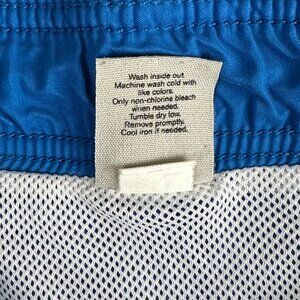 Wash inside out.
Machine wash cold with
like colors.
Only non-chlorine bleach
when needed.
Tumble dry low.
Remove promptly.
Cool iron if needed.